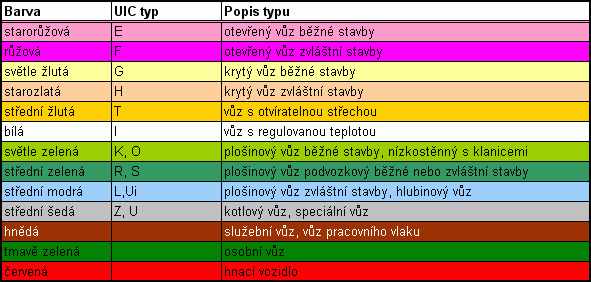 Barva UIC typ Popis typu
starorůžová E otevřený vůz běžné stavby
růžová F otevřený vůz zvláštní stavby
světle žlutá G krytý vůz běžné stavby
starozlatá H krytý vůz zvláštní stavby
střední žlutá T vůz s otvíratelnou střechou
bílá I vůz s regulovanou teplotou
světle zelená K, O plošinový vůz běžné stavby, nízkostěnný s klanicemi
střední zelená R, S plošinový vůz podvozkový běžné nebo zvláštní stavby
střední modrá L,Ui plošinový vůz zvláštní stavby, hlubinový vůz
střední šedá Z, U kotlový vůz, speciální vůz
hnědá služební vůz, vůz pracovního vlaku
tmavě zelená osobní vůz
červená hnací vozidlo